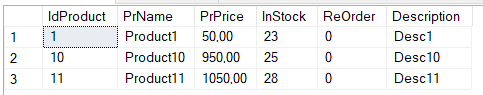 IdProduct PrName PrPrice InStock ReOrder Description
1 1 Product1 50,00 23 0 Desc1
2 10 Product10 950,00 25 0 Desc10
3 11 Product11 1050,00 28 0 Desc11